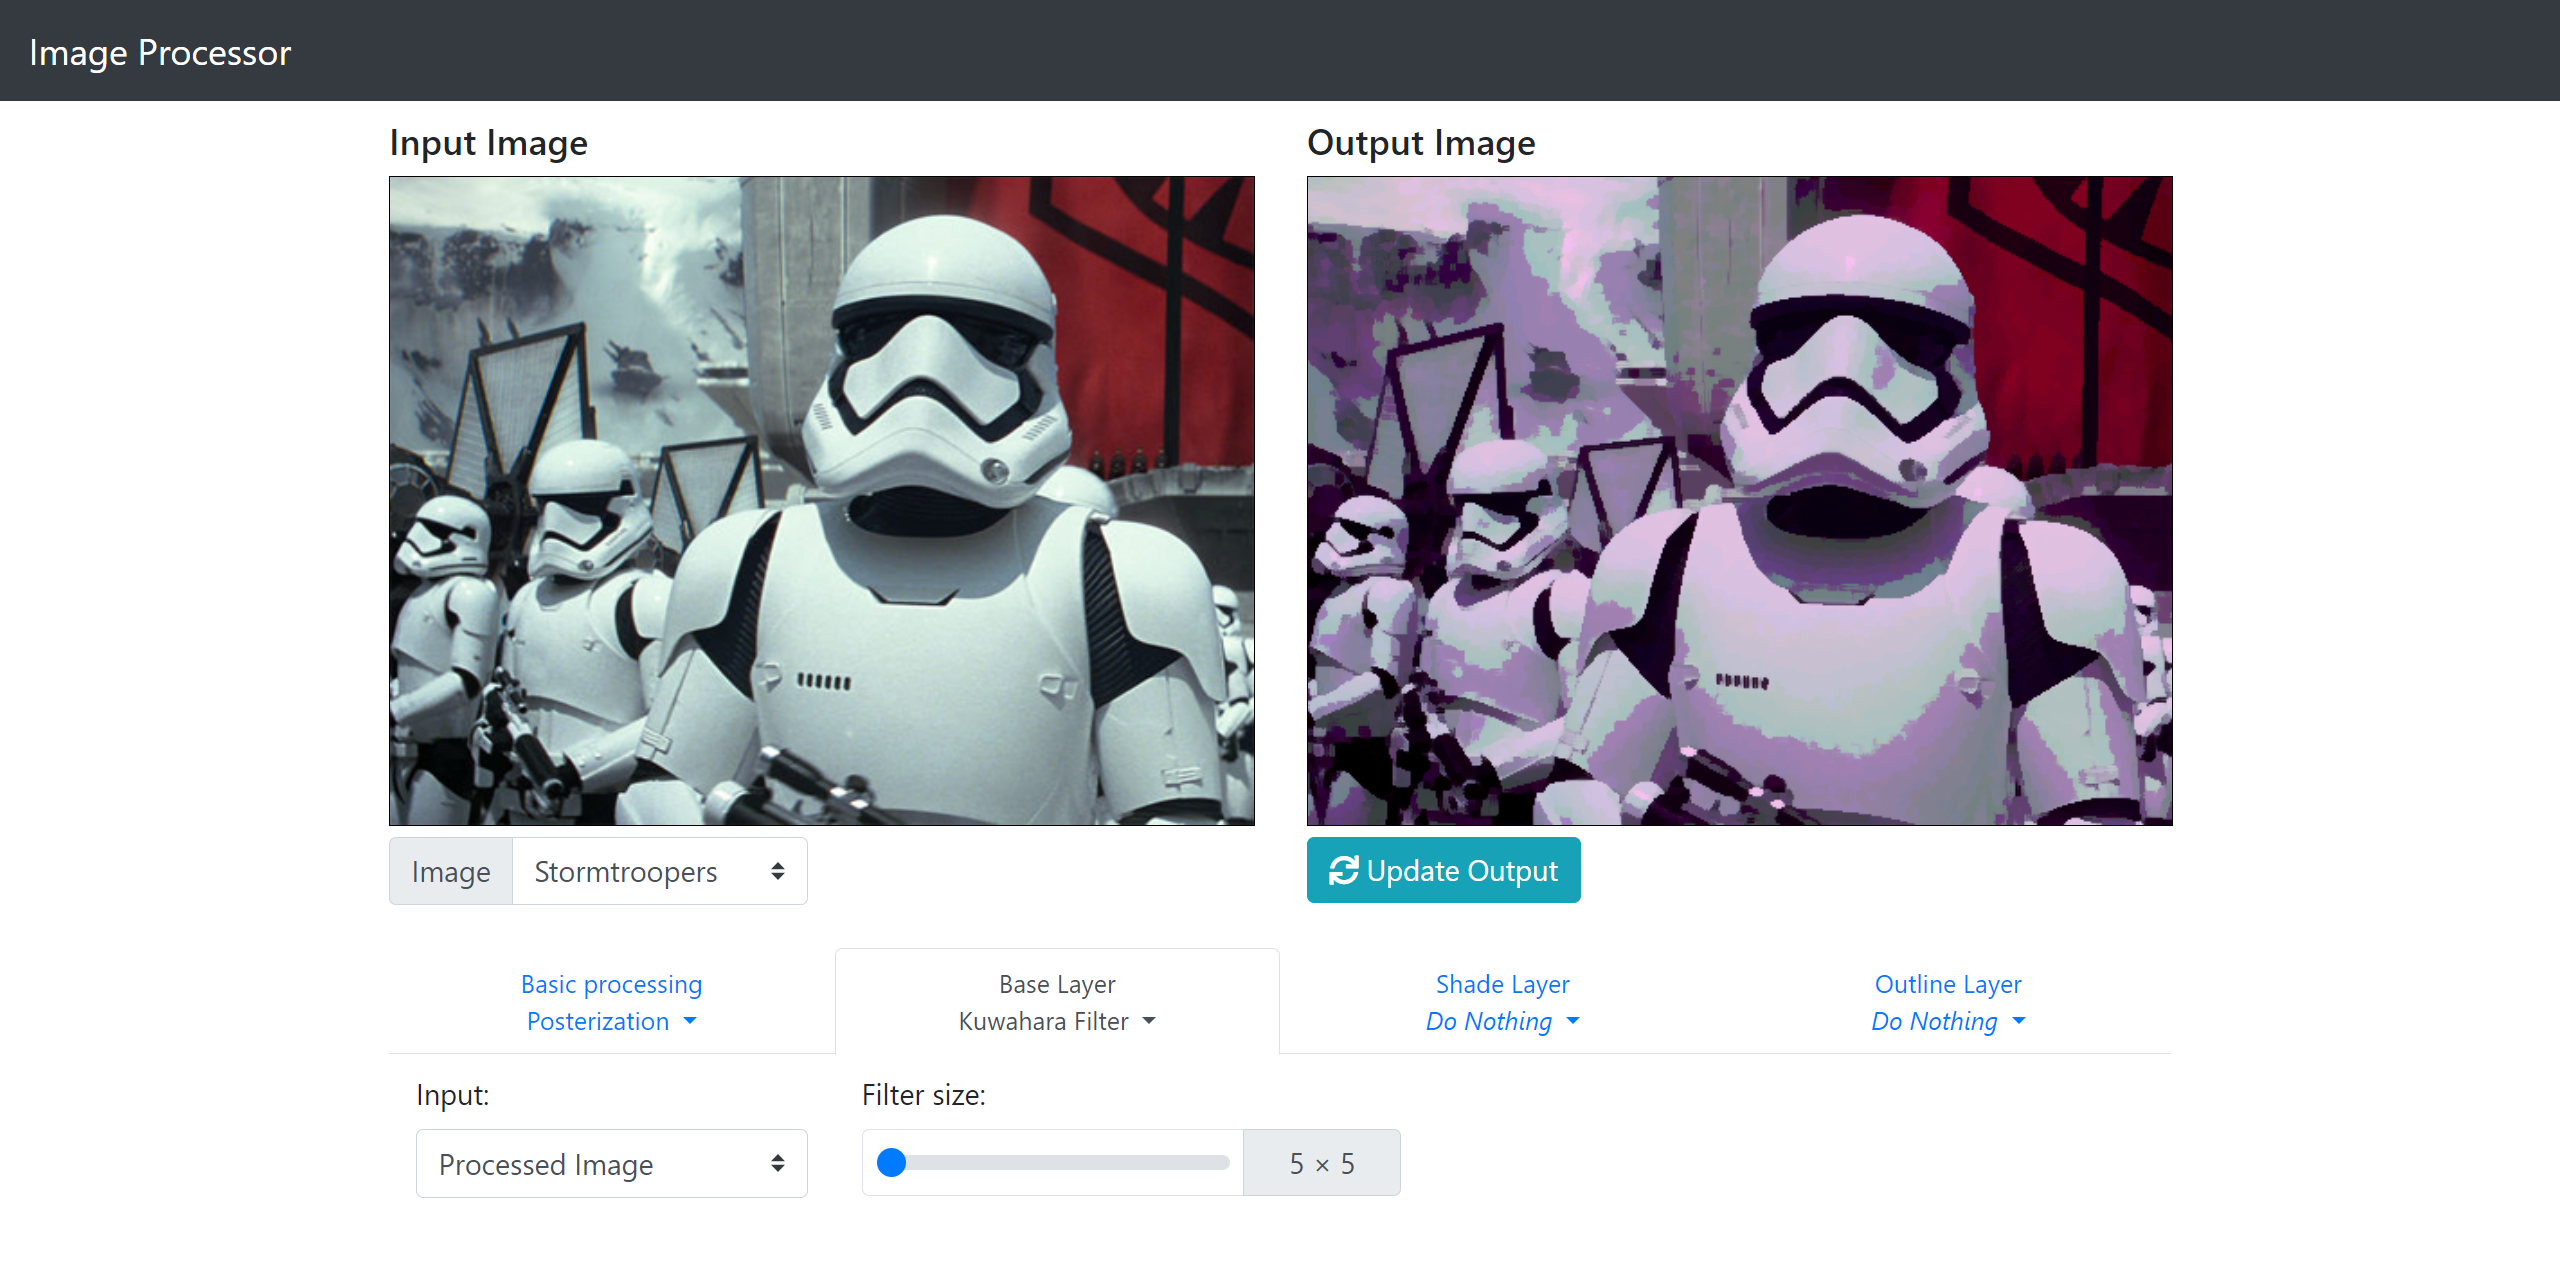 Image Processor
Input Image
Output Image
Image
Stormtroopers
Update Output
Basic processing
Posterization
Base Layer
Kuwahara Filter
Shade Layer
Do Nothing
Outline Layer
Do Nothing
Input:
Processed Image
Filter size:
5 × 5